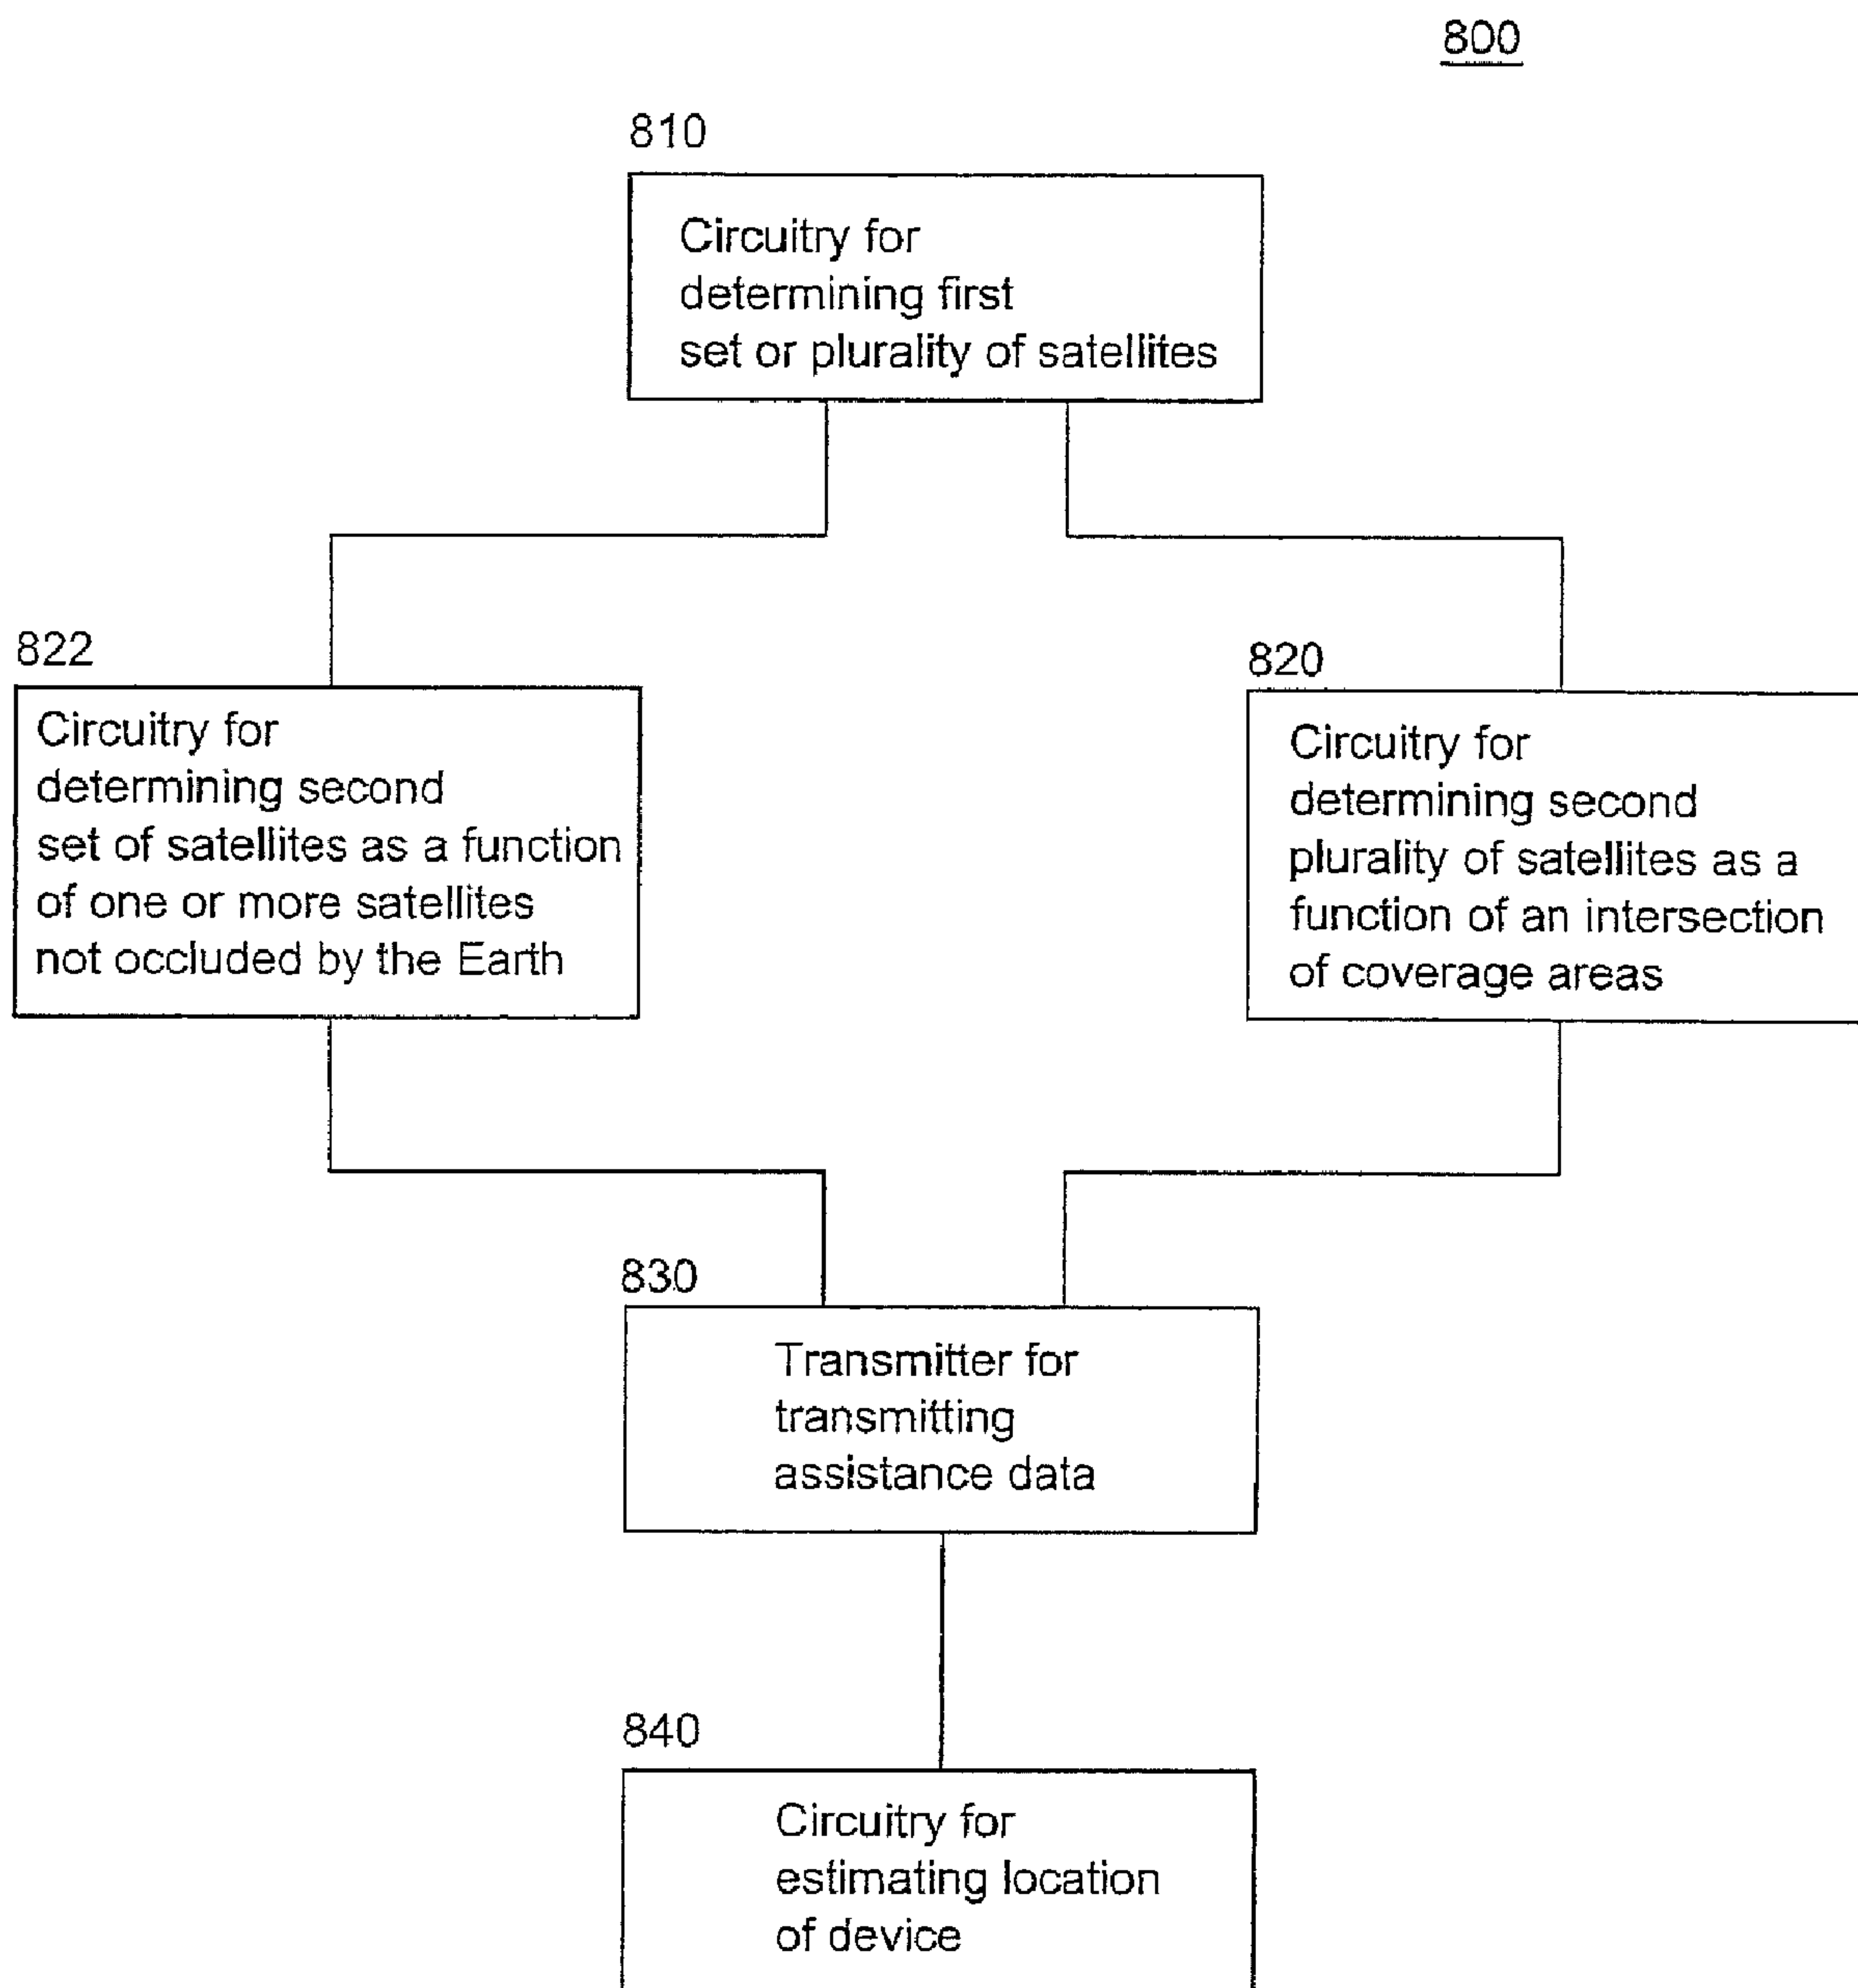 800
810
Circuitry for
determining first
set or plurality of satellites
822
Circuitry for
determining second
set of satellites as a function
of one or more satellites
not occluded by the Earth
820
Circuitry for
determining second
plurality of satellites as a
function of an intersection
of coverage areas
830
Transmitter for
transmitting
assistance data
840
Circuitry for
estimating location
of device